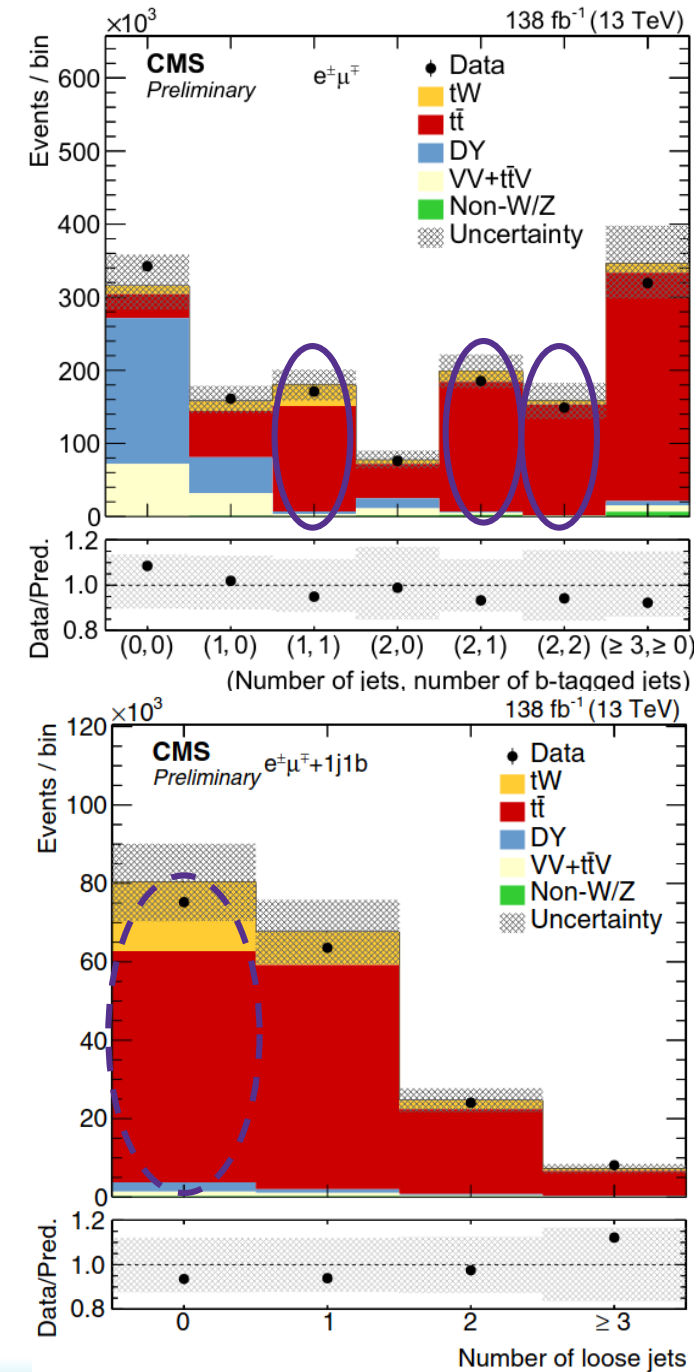 ×10³
138 fb⁻¹ (13 TeV)
Events / bin
CMS
Preliminary
e±μ∓
Data
tW
tt̄
DY
VV+tt̄V
Non-W/Z
Uncertainty
600
500
400
300
200
100
0
Data/Pred.
1.2
1.0
0.8
(0, 0) (1, 0) (1, 1) (2, 0) (2, 1) (2, 2) (≥ 3,≥ 0)
(Number of jets, number of b-tagged jets)
×10³
138 fb⁻¹ (13 TeV)
Events / bin
CMS
Preliminary
e±μ∓+1j1b
Data
tW
tt̄
DY
VV+tt̄V
Non-W/Z
Uncertainty
120
100
80
60
40
20
0
Data/Pred.
1.2
1.0
0.8
0 1 2 ≥ 3
Number of loose jets